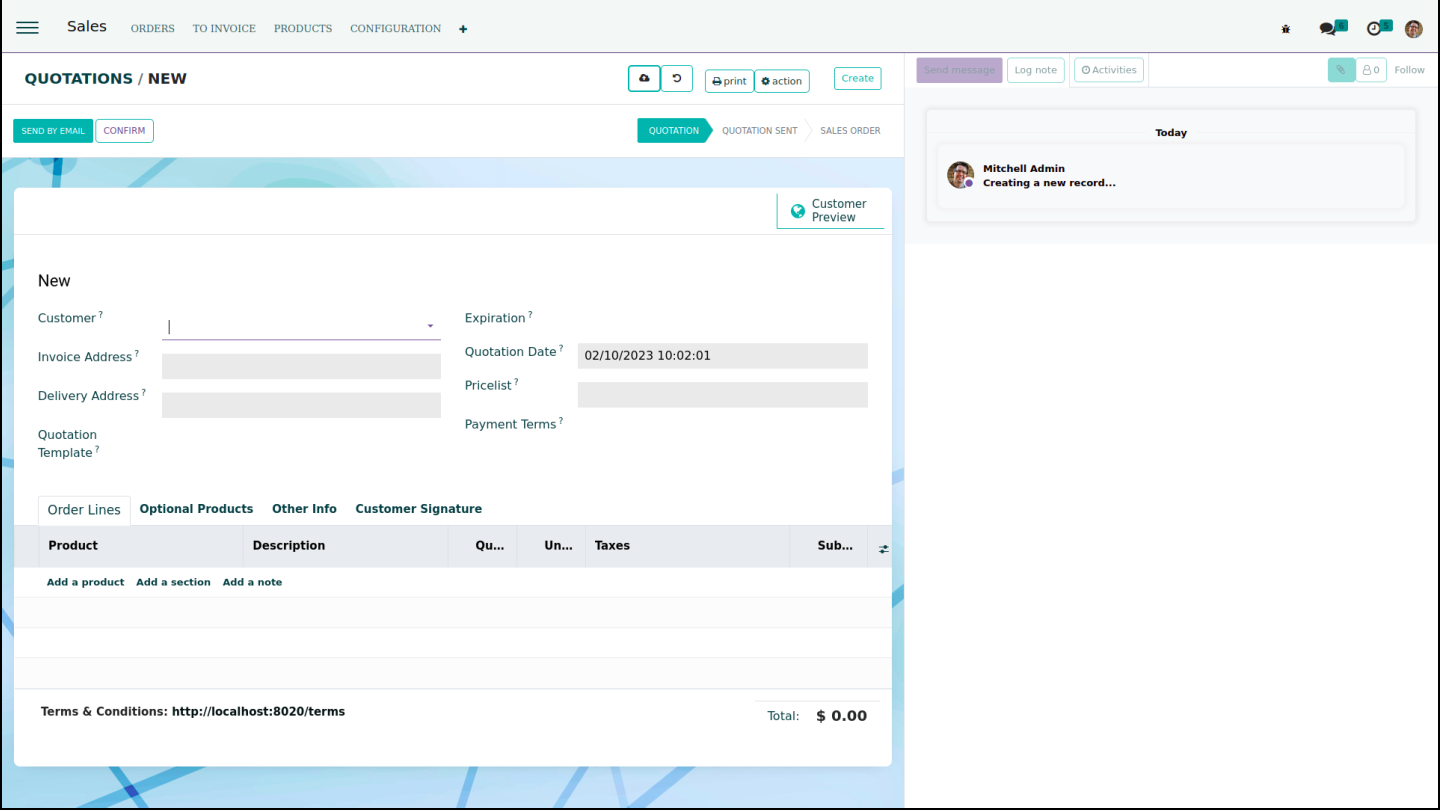 Sales
ORDERS
TO INVOICE
PRODUCTS
CONFIGURATION
QUOTATIONS / NEW
print
action
Create
Send message
Log note
Activities
0
Follow
SEND BY EMAIL
CONFIRM
QUOTATION
QUOTATION SENT
SALES ORDER
Today
Mitchell Admin
Creating a new record...
Customer
Preview
New
Customer ?
Invoice Address ?
Delivery Address ?
Quotation
Template ?
Expiration ?
Quotation Date ?
02/10/2023 10:02:01
Pricelist ?
Payment Terms ?
Order Lines
Optional Products
Other Info
Customer Signature
Product
Description
Qu...
Un...
Taxes
Sub...
Add a product
Add a section
Add a note
Terms & Conditions: http://localhost:8020/terms
Total: $ 0.00